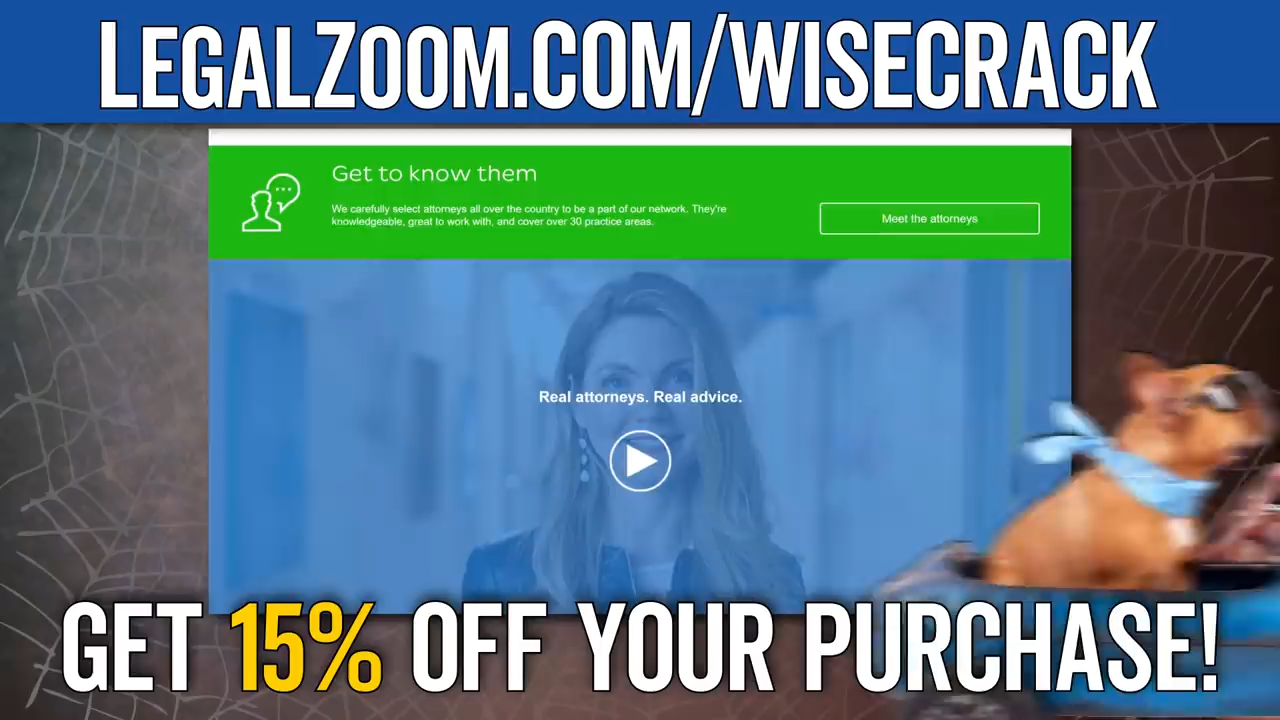 LEGALZOOM.COM/WISECRACK
Get to know them
We carefully select attorneys all over the country to be a part of our network. They're
knowledgeable, great to work with, and cover over 30 practice areas.
Meet the attorneys
Real attorneys. Real advice.
GET 15% OFF YOUR PURCHASE!